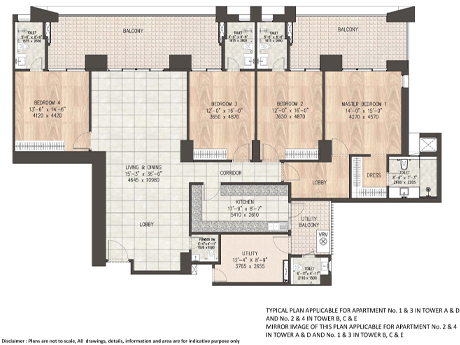 BALCONY
BALCONY
TOILET
TOILET
TOILET
BEDROOM 4
13'-6" x 14'-6"
4120 x 4420
BEDROOM 3
12'-0" x 16'-0"
3650 x 4870
BEDROOM 2
12'-0" x 16'-0"
3650 x 4870
MASTER BEDROOM 1
14'-0" x 15'-0"
4270 x 4570
LIVING & DINING
15'-3" x 36'-0"
4645 x 10980
CORRIDOR
LOBBY
DRESS
TOILET
KITCHEN
17'-9" x 8'-7"
5410 x 2610
LOBBY
UTILITY
BALCONY
VRV
UTILITY
12'-4" x 8'-8"
3765 x 2655
TOILET
TYPICAL PLAN APPLICABLE FOR APARTMENT No. 1 & 3 IN TOWER A & D
AND No. 2 & 4 IN TOWER B, C & E
MIRROR IMAGE OF THIS PLAN APPLICABLE FOR APARTMENT No. 2 & 4
IN TOWER A & D AND No. 1 & 3 IN TOWER B, C & E
Disclaimer : Plans are not to scale, All drawings, details, information and area are for indicative purpose only